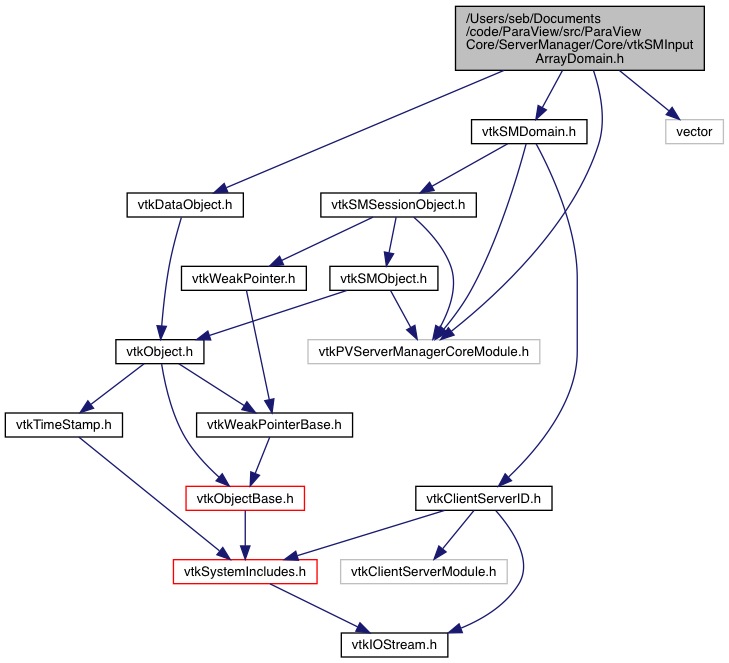 /Users/seb/Documents
/code/ParaView/src/ParaView
Core/ServerManager/Core/vtkSMInput
ArrayDomain.h
vtkSMDomain.h
vector
vtkDataObject.h
vtkSMSessionObject.h
vtkWeakPointer.h
vtkSMObject.h
vtkObject.h
vtkPVServerManagerCoreModule.h
vtkTimeStamp.h
vtkWeakPointerBase.h
vtkObjectBase.h
vtkClientServerID.h
vtkSystemIncludes.h
vtkClientServerModule.h
vtkIOStream.h